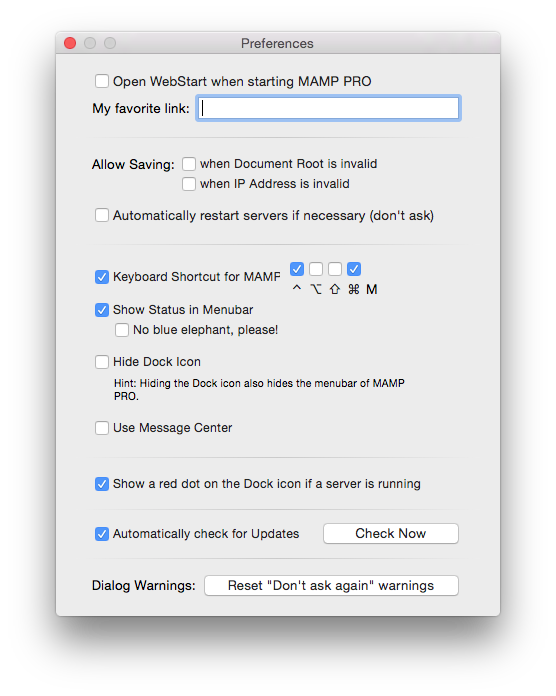 Preferences
Open WebStart when starting MAMP PRO
My favorite link:
Allow Saving: when Document Root is invalid
when IP Address is invalid
Automatically restart servers if necessary (don't ask)
Keyboard Shortcut for MAMP
^ ⌥ ⇧ ⌘ M
Show Status in Menubar
No blue elephant, please!
Hide Dock Icon
Hint: Hiding the Dock icon also hides the menubar of MAMP
PRO.
Use Message Center
Show a red dot on the Dock icon if a server is running
Automatically check for Updates Check Now
Dialog Warnings: Reset "Don't ask again" warnings